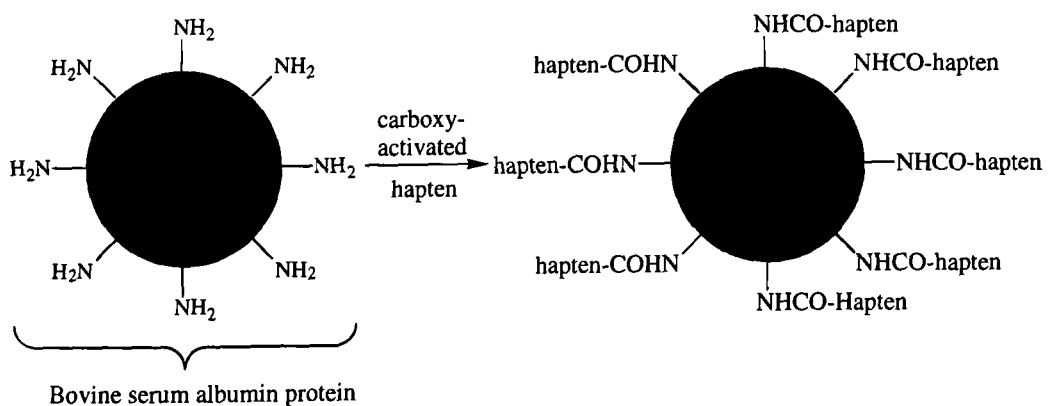 NH2
H2N
NH2
H2N
NH2
H2N
NH2
NH2
Bovine serum albumin protein
carboxy-
activated
hapten
NHCO-hapten
hapten-COHN
NHCO-hapten
hapten-COHN
NHCO-hapten
hapten-COHN
NHCO-hapten
NHCO-Hapten